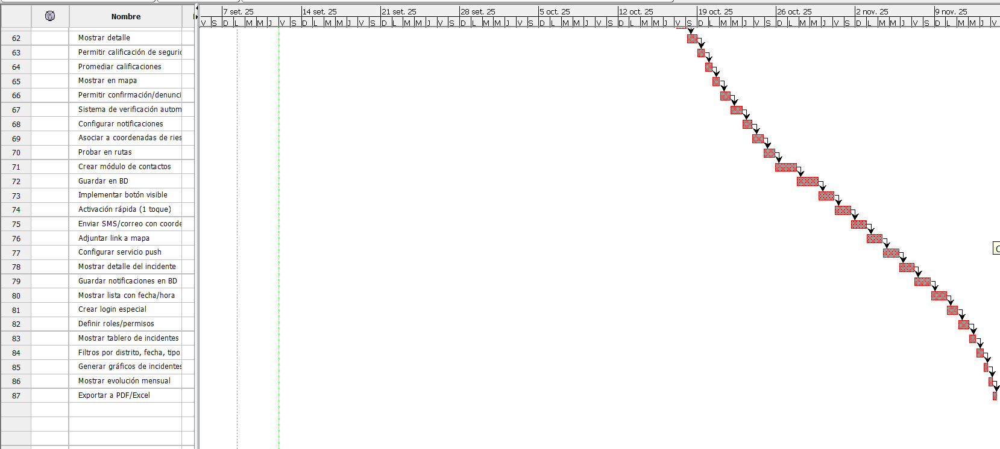 Nombre
7 set. 25 14 set. 25 21 set. 25 28 set. 25 5 oct. 25 12 oct. 25 19 oct. 25 26 oct. 25 2 nov. 25 9 nov. 25
V S D L M M J V S D L M M J V S D L M M J V S D L M M J V S D L M M J V S D L M M J V S D L M M J V S D L M M J V S D L M M J V S D L M M J V
62 Mostrar detalle
63 Permitir calificación de seguric
64 Promediar calificaciones
65 Mostrar en mapa
66 Permitir confirmación/denunci
67 Sistema de verificación autom
68 Configurar notificaciones
69 Asociar a coordenadas de ries
70 Probar en rutas
71 Crear módulo de contactos
72 Guardar en BD
73 Implementar botón visible
74 Activación rápida (1 toque)
75 Enviar SMS/correo con coorde
76 Adjuntar link a mapa
77 Configurar servicio push
78 Mostrar detalle del incidente
79 Guardar notificaciones en BD
80 Mostrar lista con fecha/hora
81 Crear login especial
82 Definir roles/permisos
83 Mostrar tablero de incidentes
84 Filtros por distrito, fecha, tipo
85 Generar gráficos de incidentes
86 Mostrar evolución mensual
87 Exportar a PDF/Excel